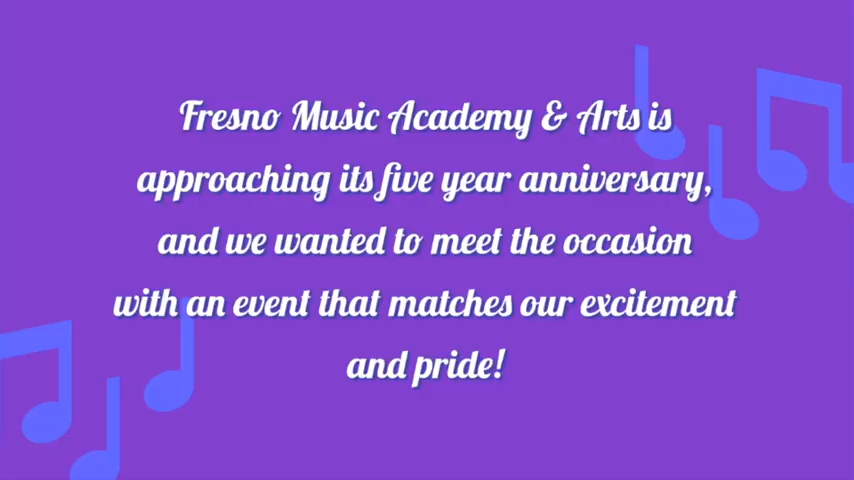 Fresno Music Academy & Arts is
approaching its five year anniversary,
and we wanted to meet the occasion
with an event that matches our excitement
and pride!